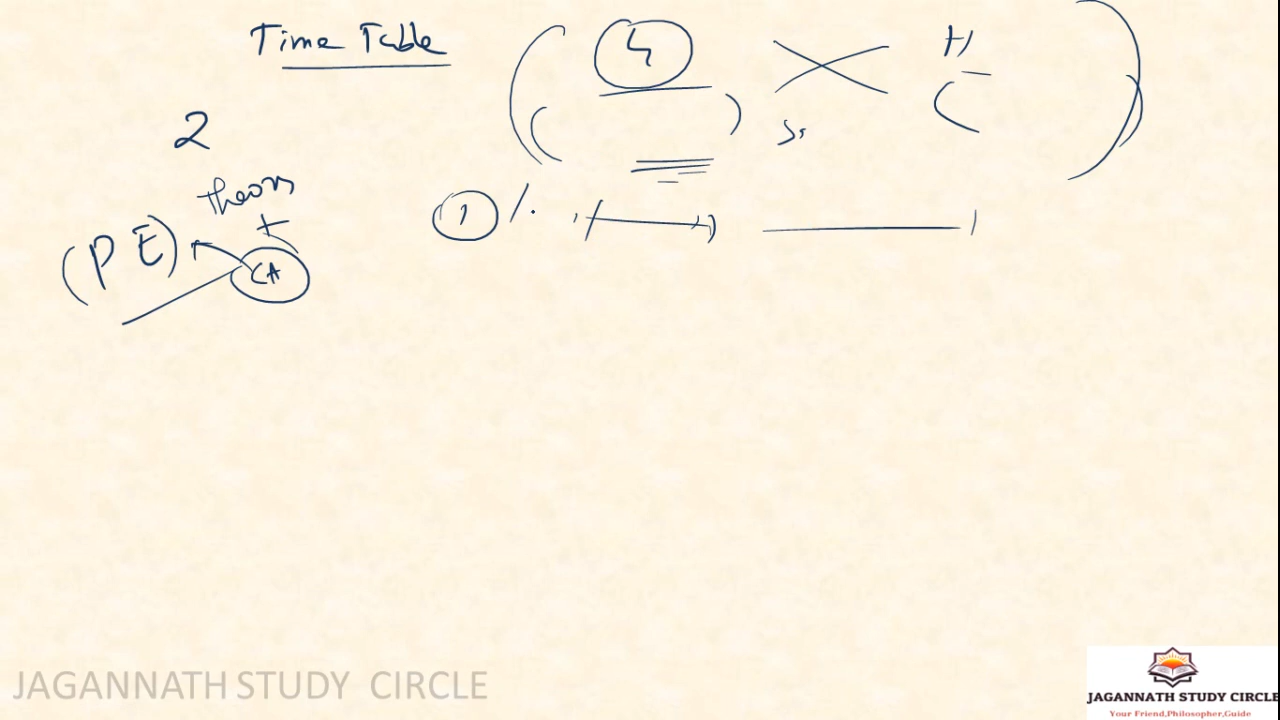 Time Table
4
H
2
theory
+
(PE)
CA
1 %.
JAGANNATH STUDY CIRCLE
JAGANNATH STUDY CIRCLE
Your Friend,Philosopher,Guide